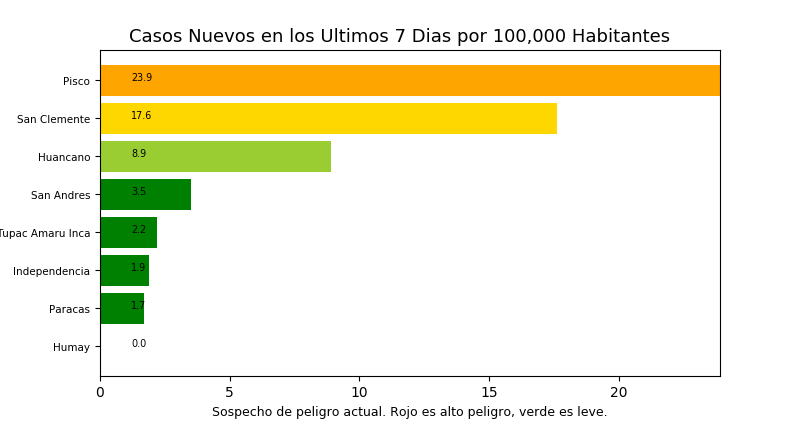 Casos Nuevos en los Ultimos 7 Dias por 100,000 Habitantes
Pisco 23.9
San Clemente 17.6
Huancano 8.9
San Andres 3.5
Tupac Amaru Inca 2.2
Independencia 1.9
Paracas 1.7
Humay 0.0
0 5 10 15 20
Sospecho de peligro actual. Rojo es alto peligro, verde es leve.